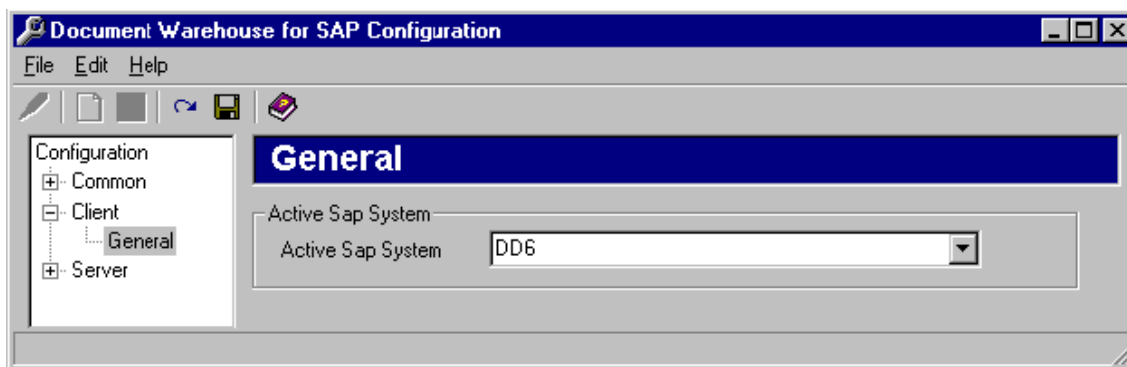 Document Warehouse for SAP Configuration
File Edit Help
Configuration
Common
Client
General
Server
General
Active Sap System
Active Sap System DD6